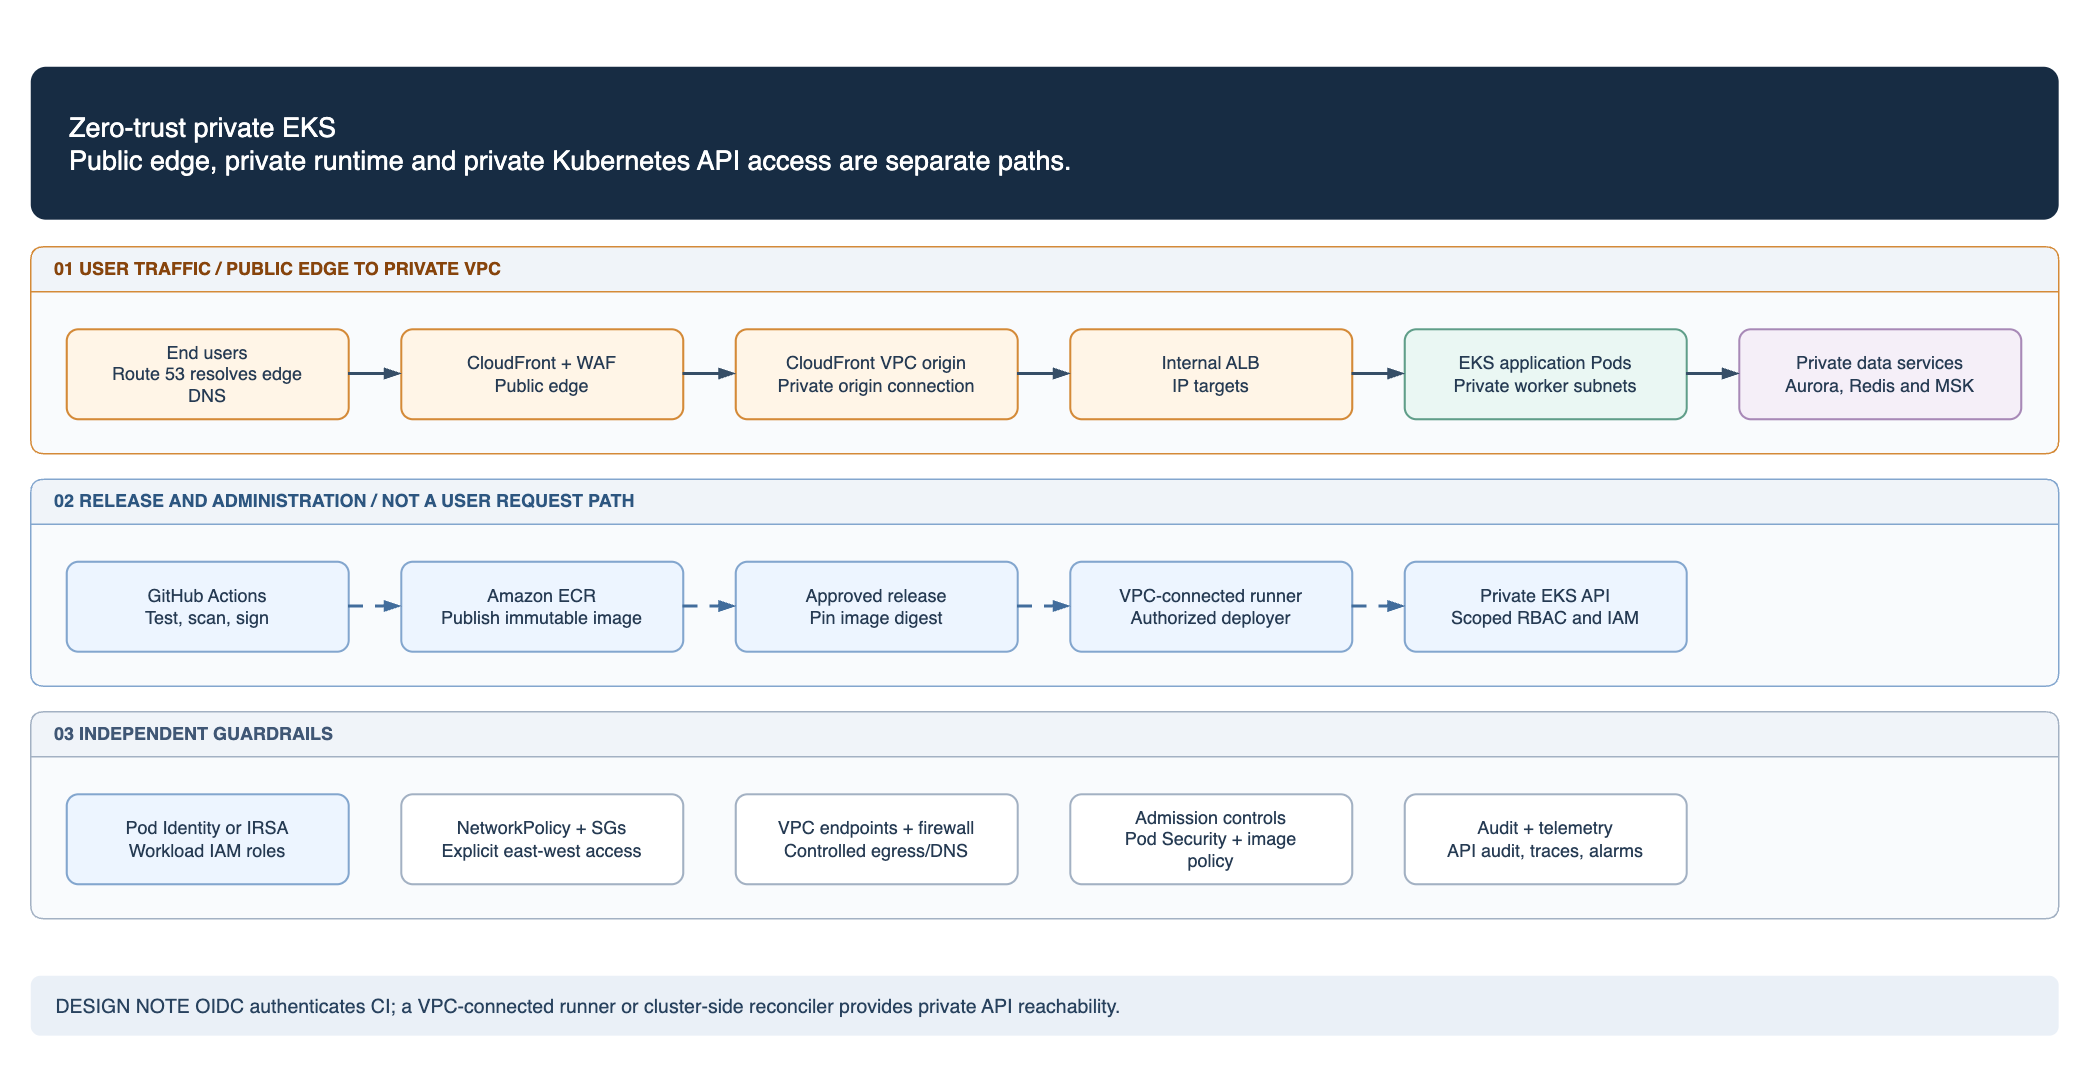 Zero-trust private EKS
Public edge, private runtime and private Kubernetes API access are separate paths.
01 USER TRAFFIC / PUBLIC EDGE TO PRIVATE VPC
End users
Route 53 resolves edge
DNS
CloudFront + WAF
Public edge
CloudFront VPC origin
Private origin connection
Internal ALB
IP targets
EKS application Pods
Private worker subnets
Private data services
Aurora, Redis and MSK
02 RELEASE AND ADMINISTRATION / NOT A USER REQUEST PATH
GitHub Actions
Test, scan, sign
Amazon ECR
Publish immutable image
Approved release
Pin image digest
VPC-connected runner
Authorized deployer
Private EKS API
Scoped RBAC and IAM
03 INDEPENDENT GUARDRAILS
Pod Identity or IRSA
Workload IAM roles
NetworkPolicy + SGs
Explicit east-west access
VPC endpoints + firewall
Controlled egress/DNS
Admission controls
Pod Security + image
policy
Audit + telemetry
API audit, traces, alarms
DESIGN NOTE OIDC authenticates CI; a VPC-connected runner or cluster-side reconciler provides private API reachability.